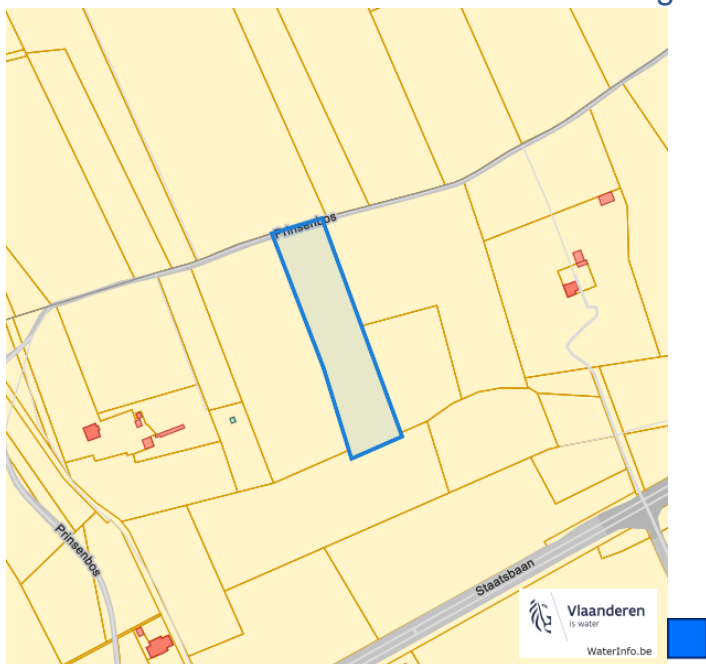 Prinsenbos
Prinsenbos
Staatsbaan
Vlaanderen
is water
WaterInfo.be